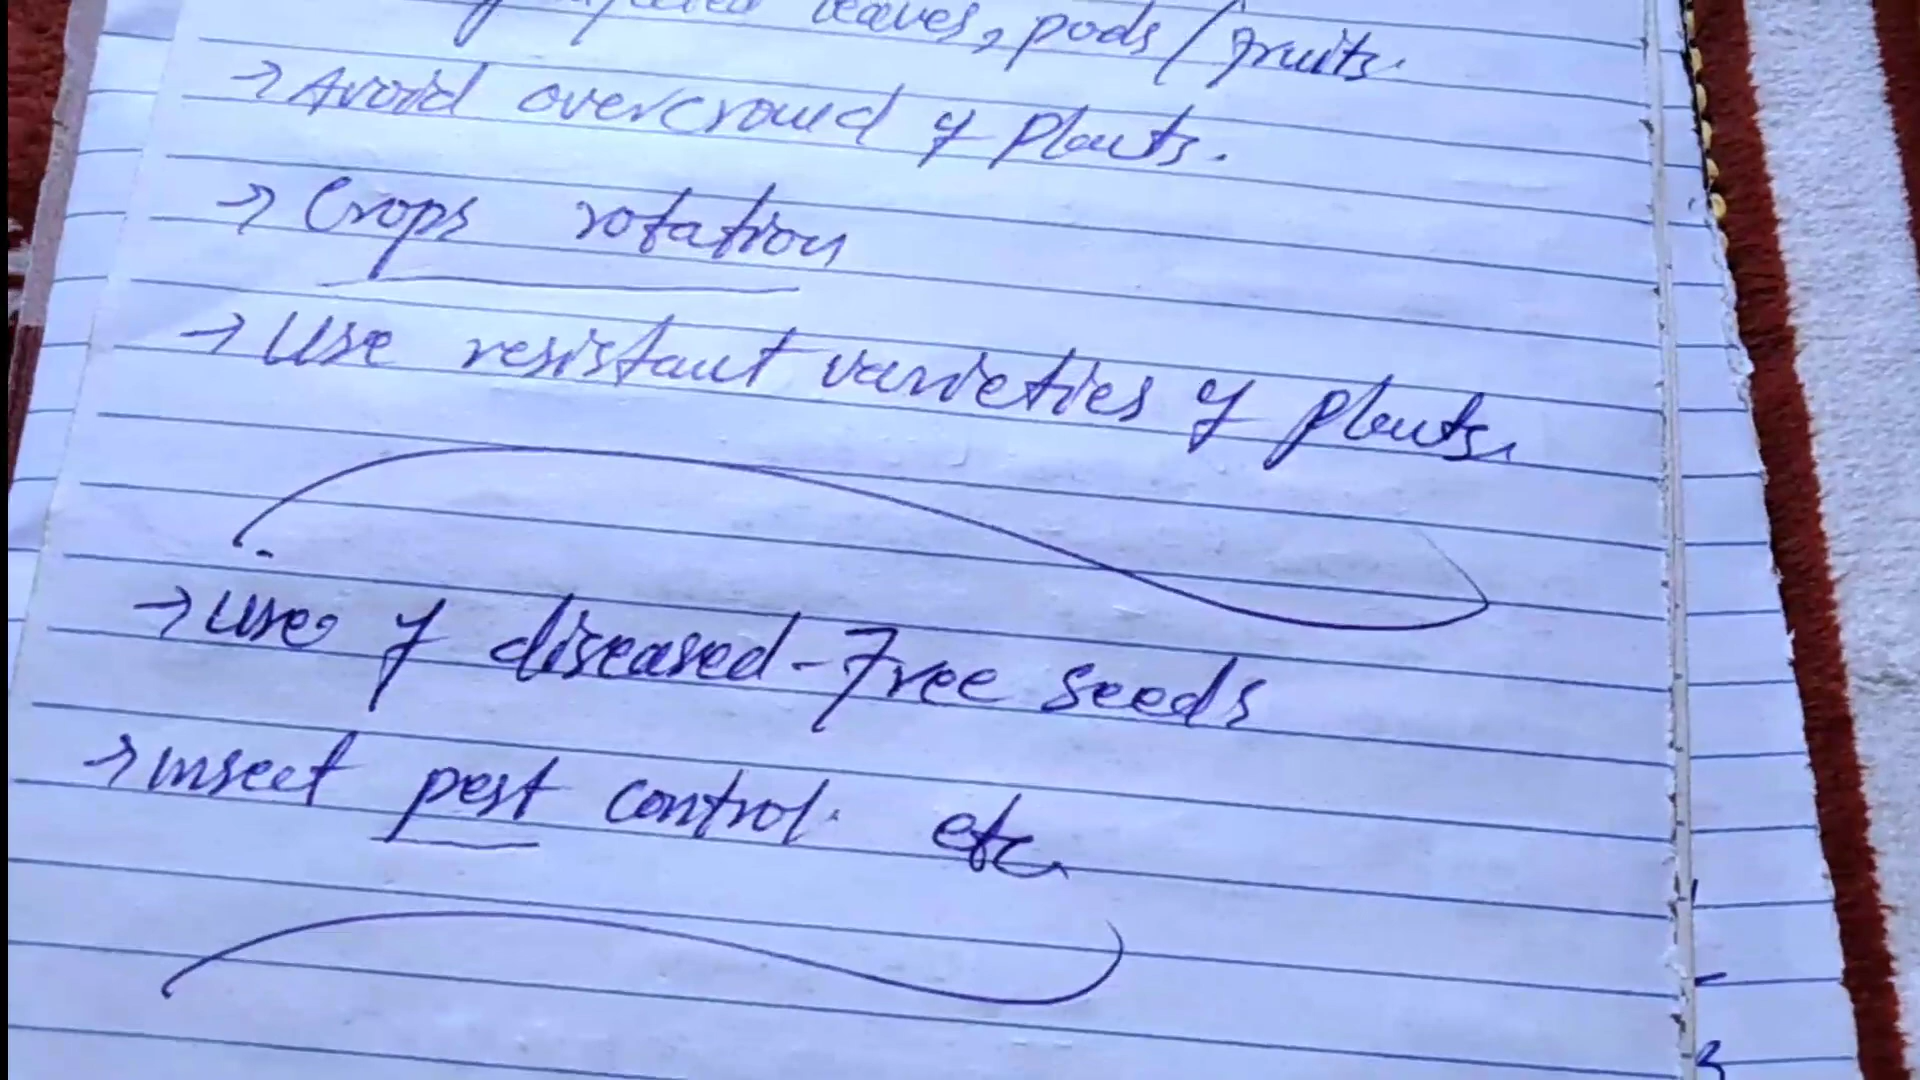 leaves, pods/fruits.
→ Avoid overcrowd of plants.
→ Crops rotation
→ Use resistant varieties of plants.
→ use of diseased-free seeds
→ insect pest control. etc.